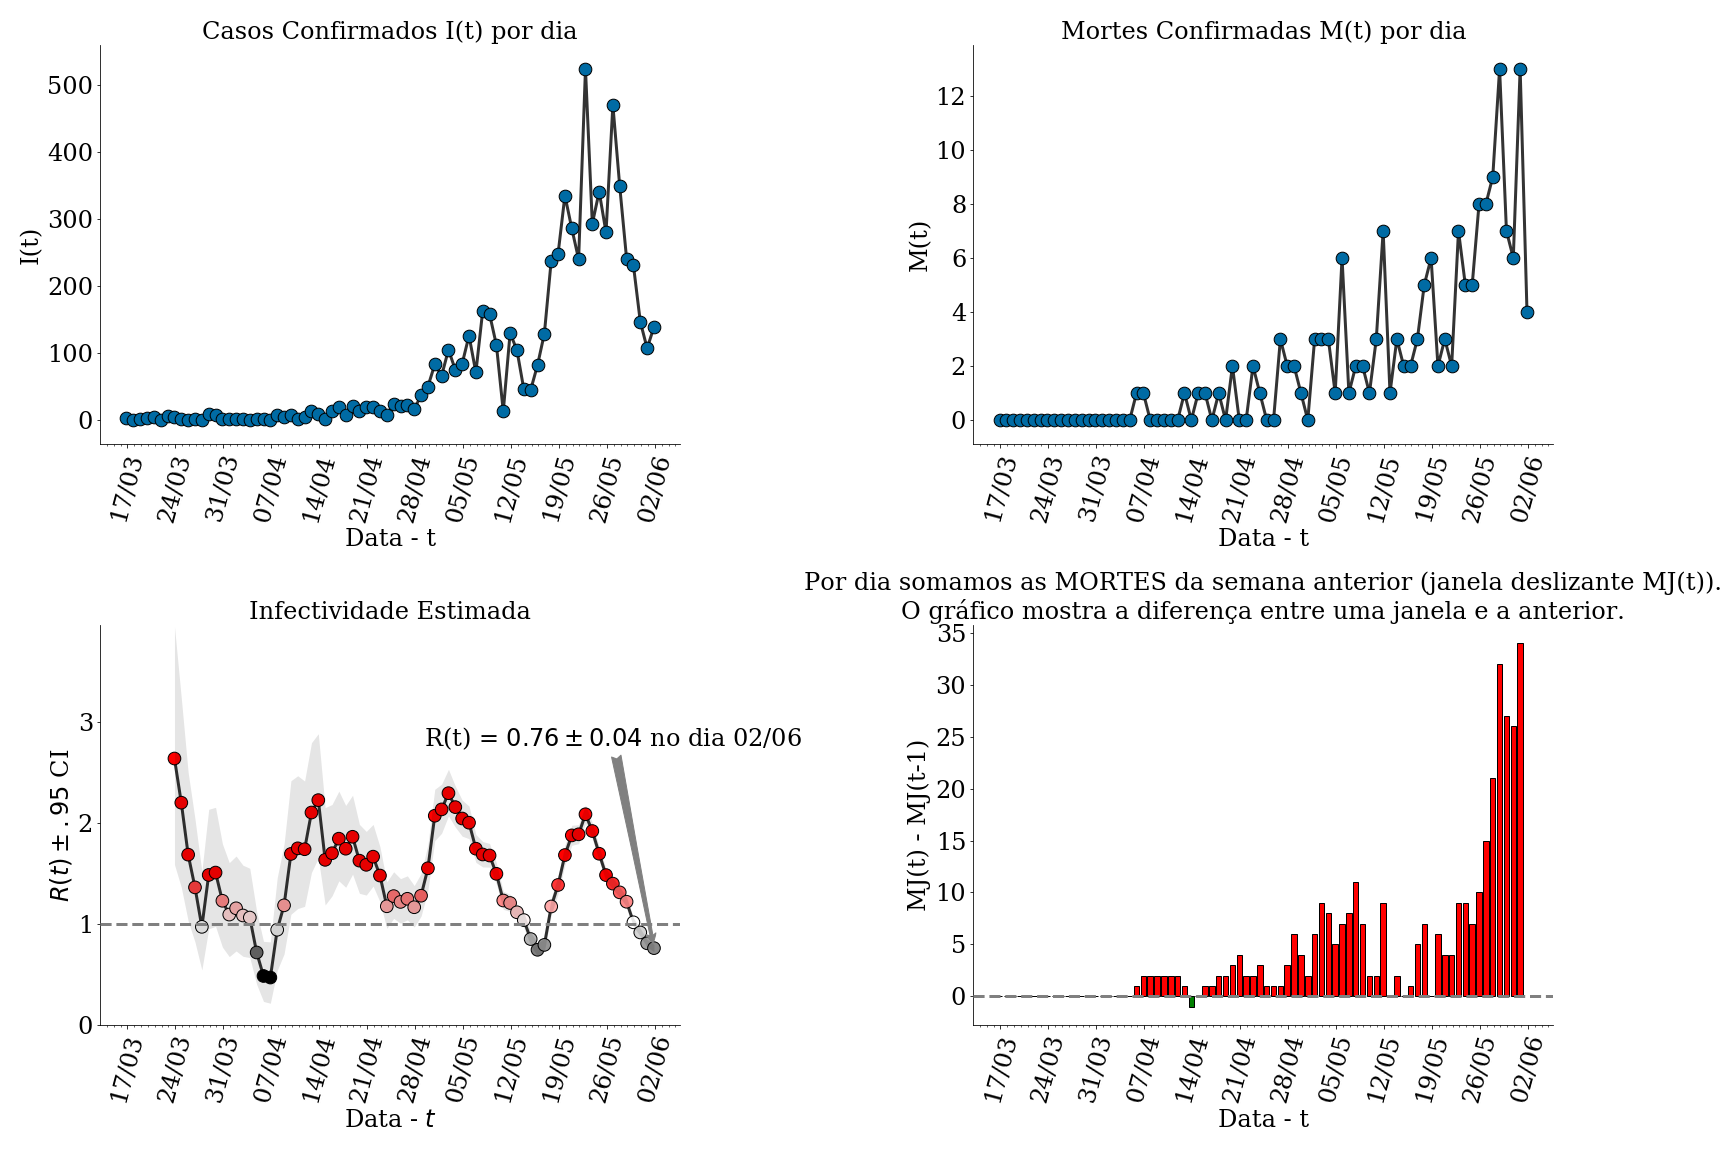 Casos Confirmados I(t) por dia
I(t)
500
400
300
200
100
0
17/03 24/03 31/03 07/04 14/04 21/04 28/04 05/05 12/05 19/05 26/05 02/06
Data - t
Mortes Confirmadas M(t) por dia
M(t)
12
10
8
6
4
2
0
17/03 24/03 31/03 07/04 14/04 21/04 28/04 05/05 12/05 19/05 26/05 02/06
Data - t
Infectividade Estimada
R(t) ± .95 CI
3
2
1
0
R(t) = 0.76 ± 0.04 no dia 02/06
17/03 24/03 31/03 07/04 14/04 21/04 28/04 05/05 12/05 19/05 26/05 02/06
Data - t
Por dia somamos as MORTES da semana anterior (janela deslizante MJ(t)).
O gráfico mostra a diferença entre uma janela e a anterior.
MJ(t) - MJ(t-1)
35
30
25
20
15
10
5
0
17/03 24/03 31/03 07/04 14/04 21/04 28/04 05/05 12/05 19/05 26/05 02/06
Data - t